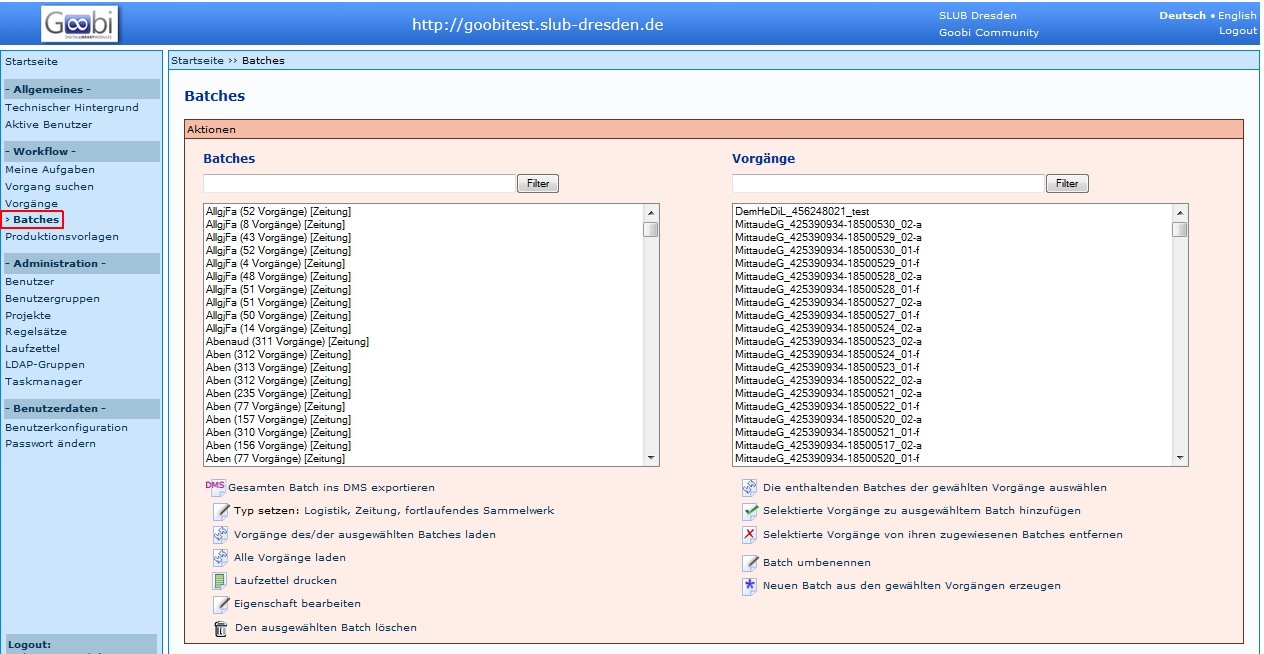 Goobi
DIGITAL LIBRARY MODULES
http://goobitest.slub-dresden.de
SLUB Dresden
Goobi Community
Deutsch • English
Logout
Startseite
- Allgemeines -
Technischer Hintergrund
Aktive Benutzer
- Workflow -
Meine Aufgaben
Vorgang suchen
Vorgänge
› Batches
Produktionsvorlagen
- Administration -
Benutzer
Benutzergruppen
Projekte
Regelsätze
Laufzettel
LDAP-Gruppen
Taskmanager
- Benutzerdaten -
Benutzerkonfiguration
Passwort ändern
Logout:
Startseite ›› Batches
Batches
Aktionen
Batches
Filter
AllgjFa (52 Vorgänge) [Zeitung]
AllgjFa (8 Vorgänge) [Zeitung]
AllgjFa (43 Vorgänge) [Zeitung]
AllgjFa (52 Vorgänge) [Zeitung]
AllgjFa (4 Vorgänge) [Zeitung]
AllgjFa (48 Vorgänge) [Zeitung]
AllgjFa (51 Vorgänge) [Zeitung]
AllgjFa (51 Vorgänge) [Zeitung]
AllgjFa (50 Vorgänge) [Zeitung]
AllgjFa (14 Vorgänge) [Zeitung]
Abenaud (311 Vorgänge) [Zeitung]
Aben (312 Vorgänge) [Zeitung]
Aben (313 Vorgänge) [Zeitung]
Aben (312 Vorgänge) [Zeitung]
Aben (235 Vorgänge) [Zeitung]
Aben (77 Vorgänge) [Zeitung]
Aben (157 Vorgänge) [Zeitung]
Aben (310 Vorgänge) [Zeitung]
Aben (156 Vorgänge) [Zeitung]
Aben (77 Vorgänge) [Zeitung]
DMS Gesamten Batch ins DMS exportieren
Typ setzen: Logistik, Zeitung, fortlaufendes Sammelwerk
Vorgänge des/der ausgewählten Batches laden
Alle Vorgänge laden
Laufzettel drucken
Eigenschaft bearbeiten
Den ausgewählten Batch löschen
Vorgänge
Filter
DemHeDiL_456248021_test
MittaudeG_425390934-18500530_02-a
MittaudeG_425390934-18500529_02-a
MittaudeG_425390934-18500530_01-f
MittaudeG_425390934-18500529_01-f
MittaudeG_425390934-18500528_02-a
MittaudeG_425390934-18500528_01-f
MittaudeG_425390934-18500527_02-a
MittaudeG_425390934-18500527_01-f
MittaudeG_425390934-18500524_02-a
MittaudeG_425390934-18500523_02-a
MittaudeG_425390934-18500524_01-f
MittaudeG_425390934-18500523_01-f
MittaudeG_425390934-18500522_02-a
MittaudeG_425390934-18500521_02-a
MittaudeG_425390934-18500522_01-f
MittaudeG_425390934-18500520_02-a
MittaudeG_425390934-18500521_01-f
MittaudeG_425390934-18500517_02-a
MittaudeG_425390934-18500520_01-f
Die enthaltenden Batches der gewählten Vorgänge auswählen
Selektierte Vorgänge zu ausgewähltem Batch hinzufügen
Selektierte Vorgänge von ihren zugewiesenen Batches entfernen
Batch umbenennen
Neuen Batch aus den gewählten Vorgängen erzeugen